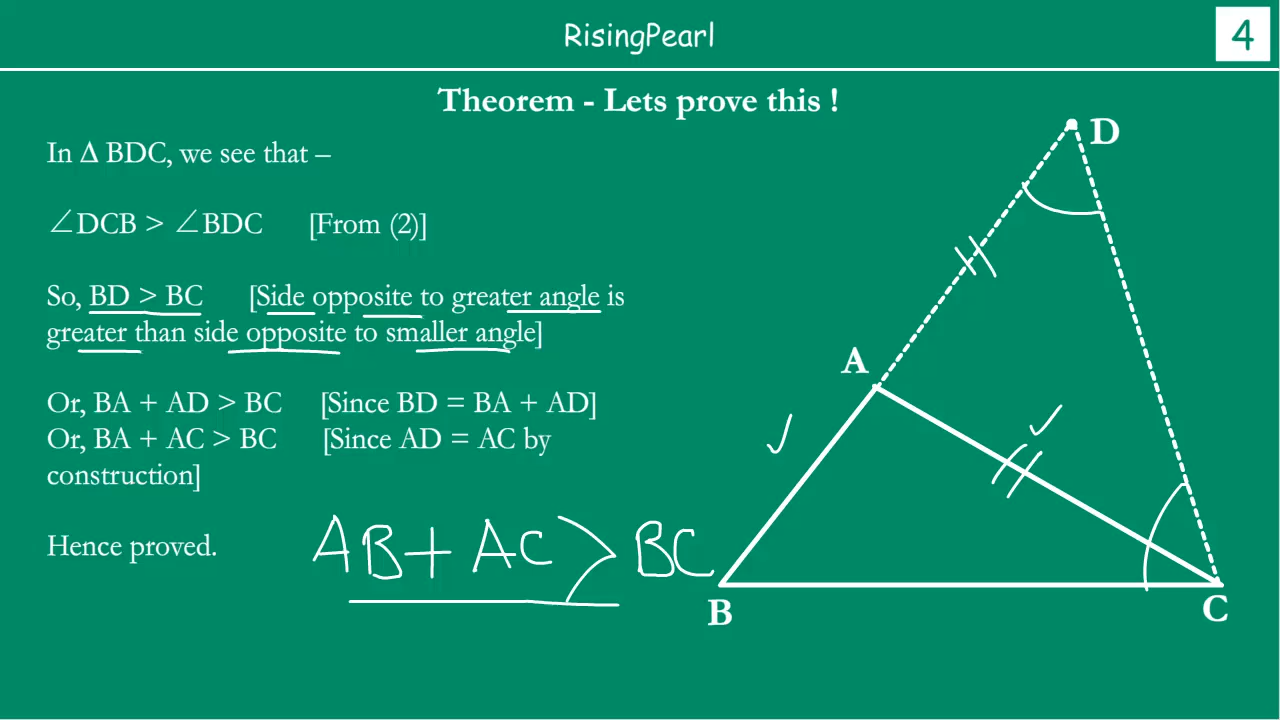 RisingPearl
4
Theorem - Lets prove this !
In Δ BDC, we see that –
∠DCB > ∠BDC [From (2)]
So, BD > BC [Side opposite to greater angle is
greater than side opposite to smaller angle]
Or, BA + AD > BC [Since BD = BA + AD]
Or, BA + AC > BC [Since AD = AC by
construction]
Hence proved.
AB + AC > BC
D
A
B
C